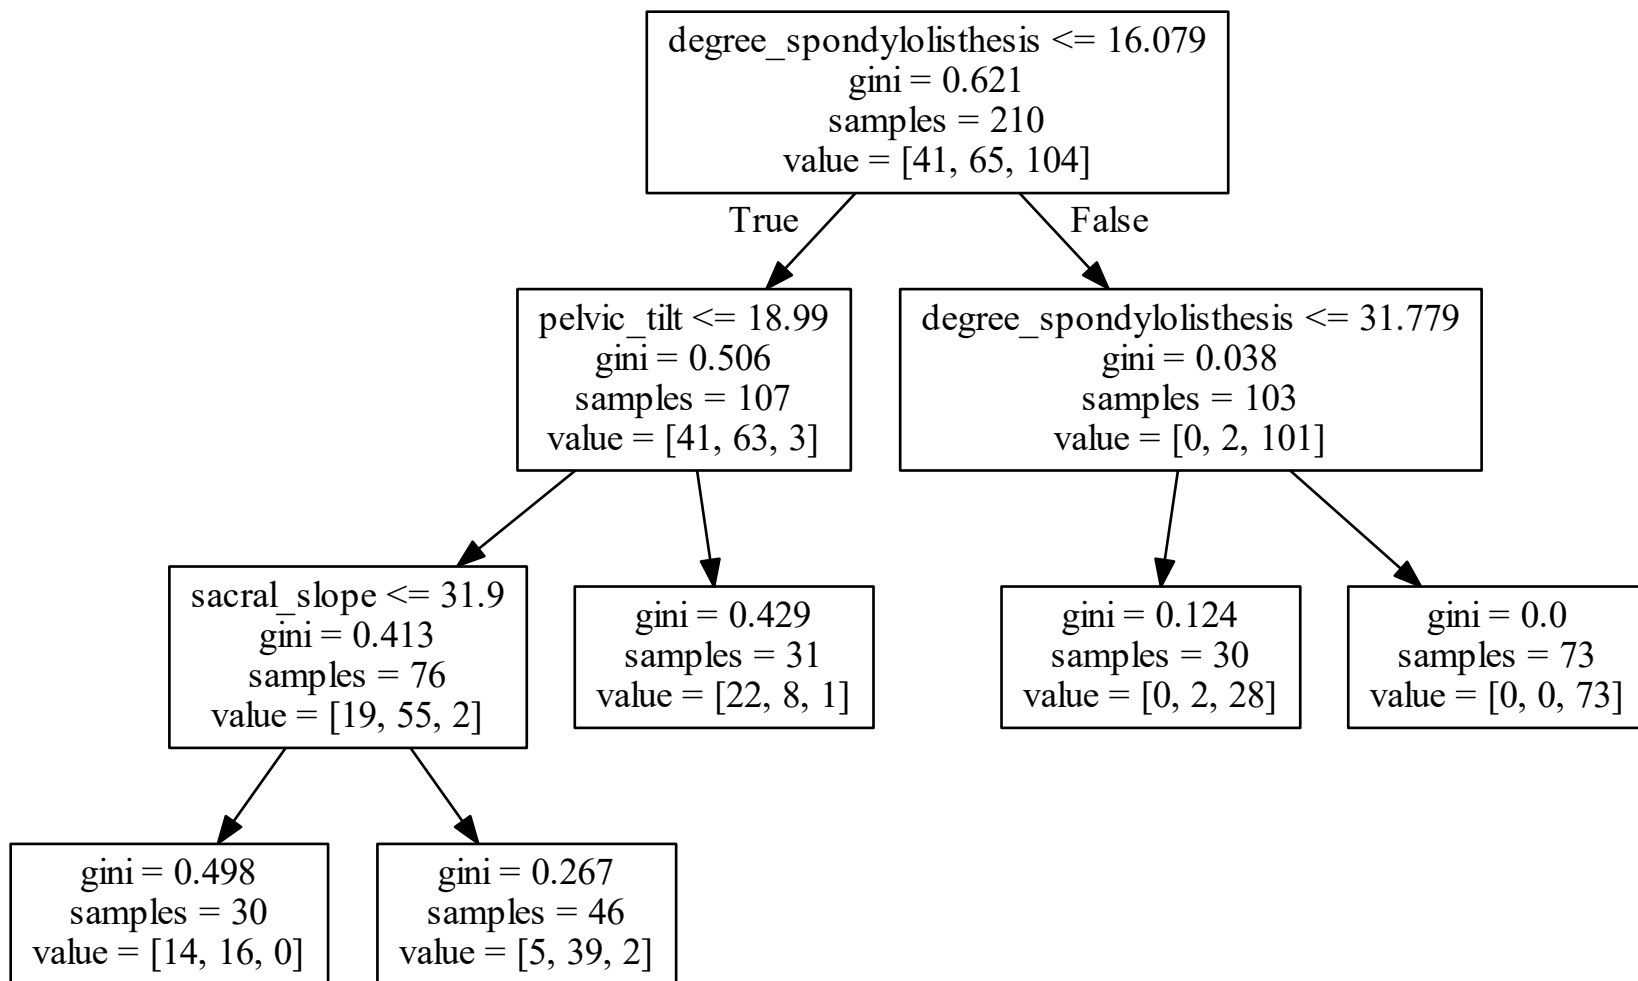 degree_spondylolisthesis <= 16.079
gini = 0.621
samples = 210
value = [41, 65, 104]
True
False
pelvic_tilt <= 18.99
gini = 0.506
samples = 107
value = [41, 63, 3]
degree_spondylolisthesis <= 31.779
gini = 0.038
samples = 103
value = [0, 2, 101]
sacral_slope <= 31.9
gini = 0.413
samples = 76
value = [19, 55, 2]
gini = 0.429
samples = 31
value = [22, 8, 1]
gini = 0.124
samples = 30
value = [0, 2, 28]
gini = 0.0
samples = 73
value = [0, 0, 73]
gini = 0.498
samples = 30
value = [14, 16, 0]
gini = 0.267
samples = 46
value = [5, 39, 2]